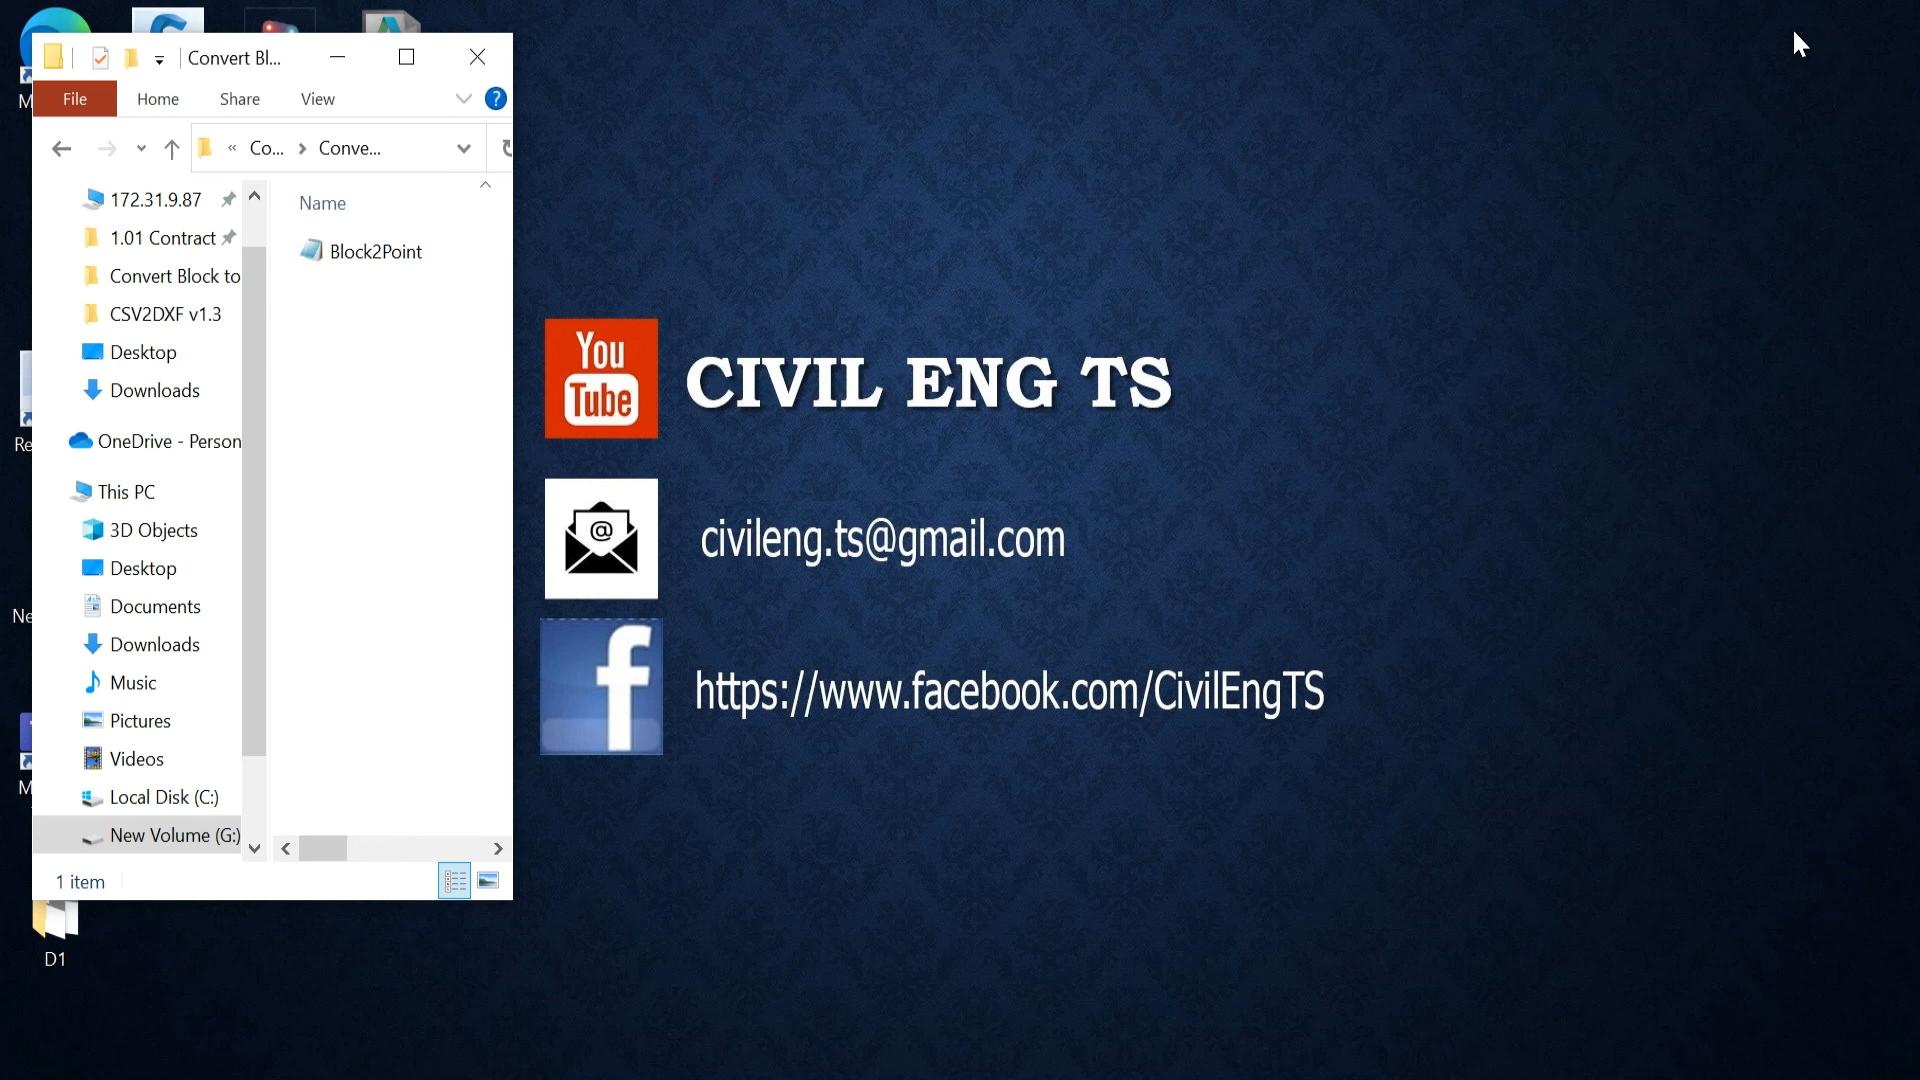 Convert Bl...
File Home Share View
?
« Co... > Conve...
172.31.9.87
1.01 Contract
Convert Block to
CSV2DXF v1.3
Desktop
Downloads
OneDrive - Person
This PC
3D Objects
Desktop
Documents
Downloads
Music
Pictures
Videos
Local Disk (C:)
New Volume (G:)
1 item
Name
Block2Point
M
Re
Ne
M
D1
You
Tube
CIVIL ENG TS
@
civileng.ts@gmail.com
f
https://www.facebook.com/CivilEngTS